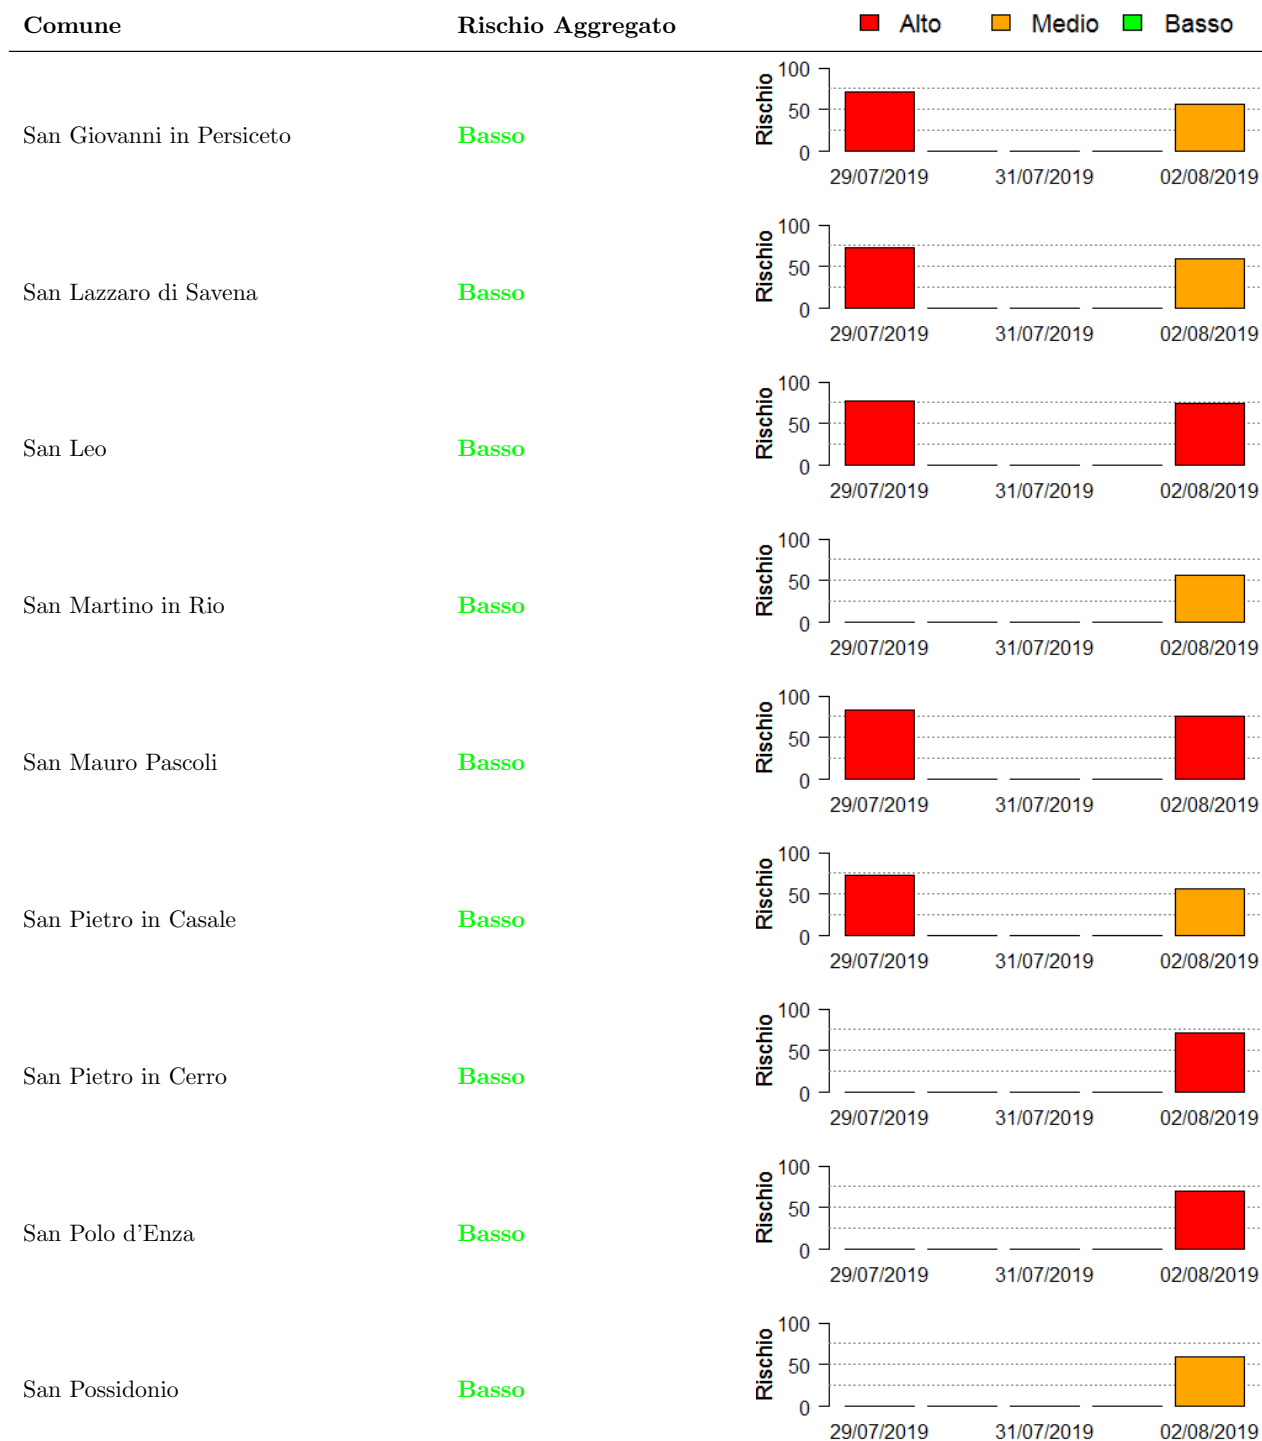 Comune Rischio Aggregato Alto Medio Basso
San Giovanni in Persiceto Basso
Rischio
100
50
0
29/07/2019 31/07/2019 02/08/2019
San Lazzaro di Savena Basso
Rischio
100
50
0
29/07/2019 31/07/2019 02/08/2019
San Leo Basso
Rischio
100
50
0
29/07/2019 31/07/2019 02/08/2019
San Martino in Rio Basso
Rischio
100
50
0
29/07/2019 31/07/2019 02/08/2019
San Mauro Pascoli Basso
Rischio
100
50
0
29/07/2019 31/07/2019 02/08/2019
San Pietro in Casale Basso
Rischio
100
50
0
29/07/2019 31/07/2019 02/08/2019
San Pietro in Cerro Basso
Rischio
100
50
0
29/07/2019 31/07/2019 02/08/2019
San Polo d'Enza Basso
Rischio
100
50
0
29/07/2019 31/07/2019 02/08/2019
San Possidonio Basso
Rischio
100
50
0
29/07/2019 31/07/2019 02/08/2019